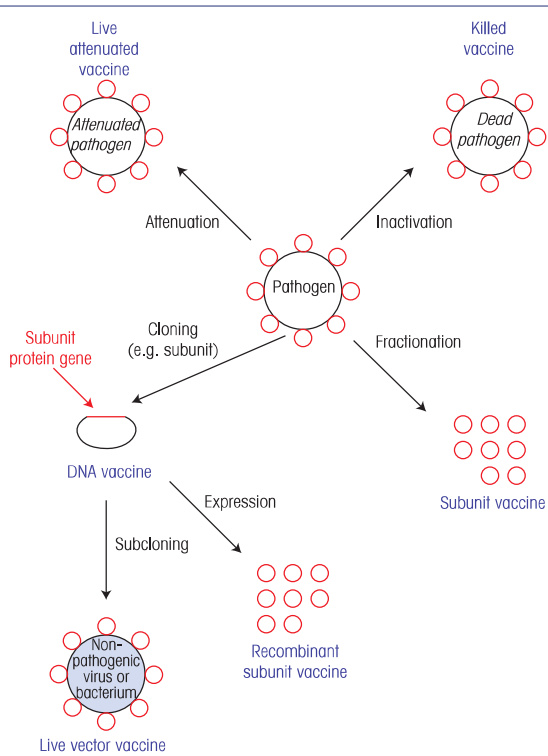 Live
attenuated
vaccine
Killed
vaccine
Attenuated
pathogen
Dead
pathogen
Attenuation
Inactivation
Pathogen
Cloning
(e.g. subunit)
Fractionation
Subunit
protein gene
DNA vaccine
Subunit vaccine
Expression
Subcloning
Non-
pathogenic
virus or
bacterium
Recombinant
subunit vaccine
Live vector vaccine